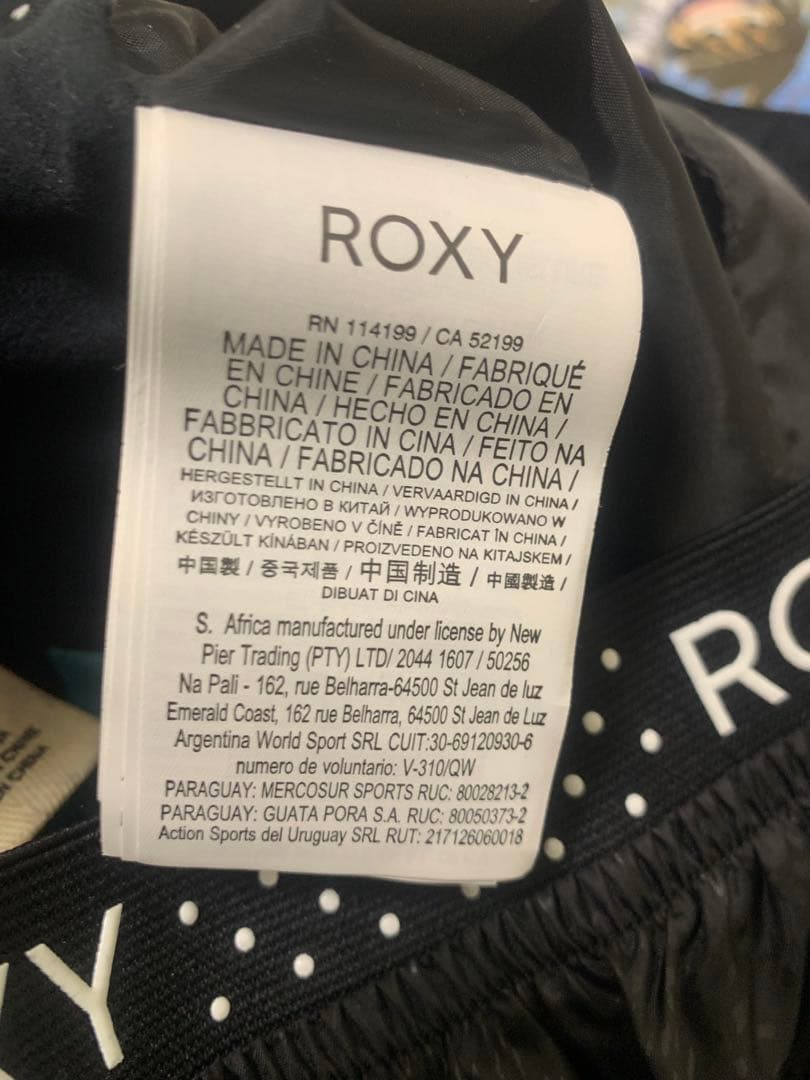 ROXY
RN 114199 / CA 52199
MADE IN CHINA / FABRIQUÉ
EN CHINE / FABRICADO EN
CHINA / HECHO EN CHINA /
FABBRICATO IN CINA / FEITO NA
CHINA / FABRICADO NA CHINA /
HERGESTELLT IN CHINA / VERVAARDIGD IN CHINA /
ИЗГОТОВЛЕНО В КИТАЙ / WYPRODUKOWANO W
CHINY / VYROBENO V ČÍNĚ / FABRICAT ÎN CHINA /
KÉSZÜLT KÍNÁBAN / PROIZVEDENO NA KITAJSKEM /
中国製 / 중국제품 / 中国制造 / 中國製造 /
DIBUAT DI CINA
S. Africa manufactured under license by New
Pier Trading (PTY) LTD/ 2044 1607 / 50256
Na Pali - 162, rue Belharra-64500 St Jean de luz
Emerald Coast, 162 rue Belharra, 64500 St Jean de Luz
Argentina World Sport SRL CUIT:30-69120930-6
numero de voluntario: V-310/QW
PARAGUAY: MERCOSUR SPORTS RUC: 80028213-2
PARAGUAY: GUATA PORA S.A. RUC: 80050373-2
Action Sports del Uruguay SRL RUT: 217126060018
RO
XY